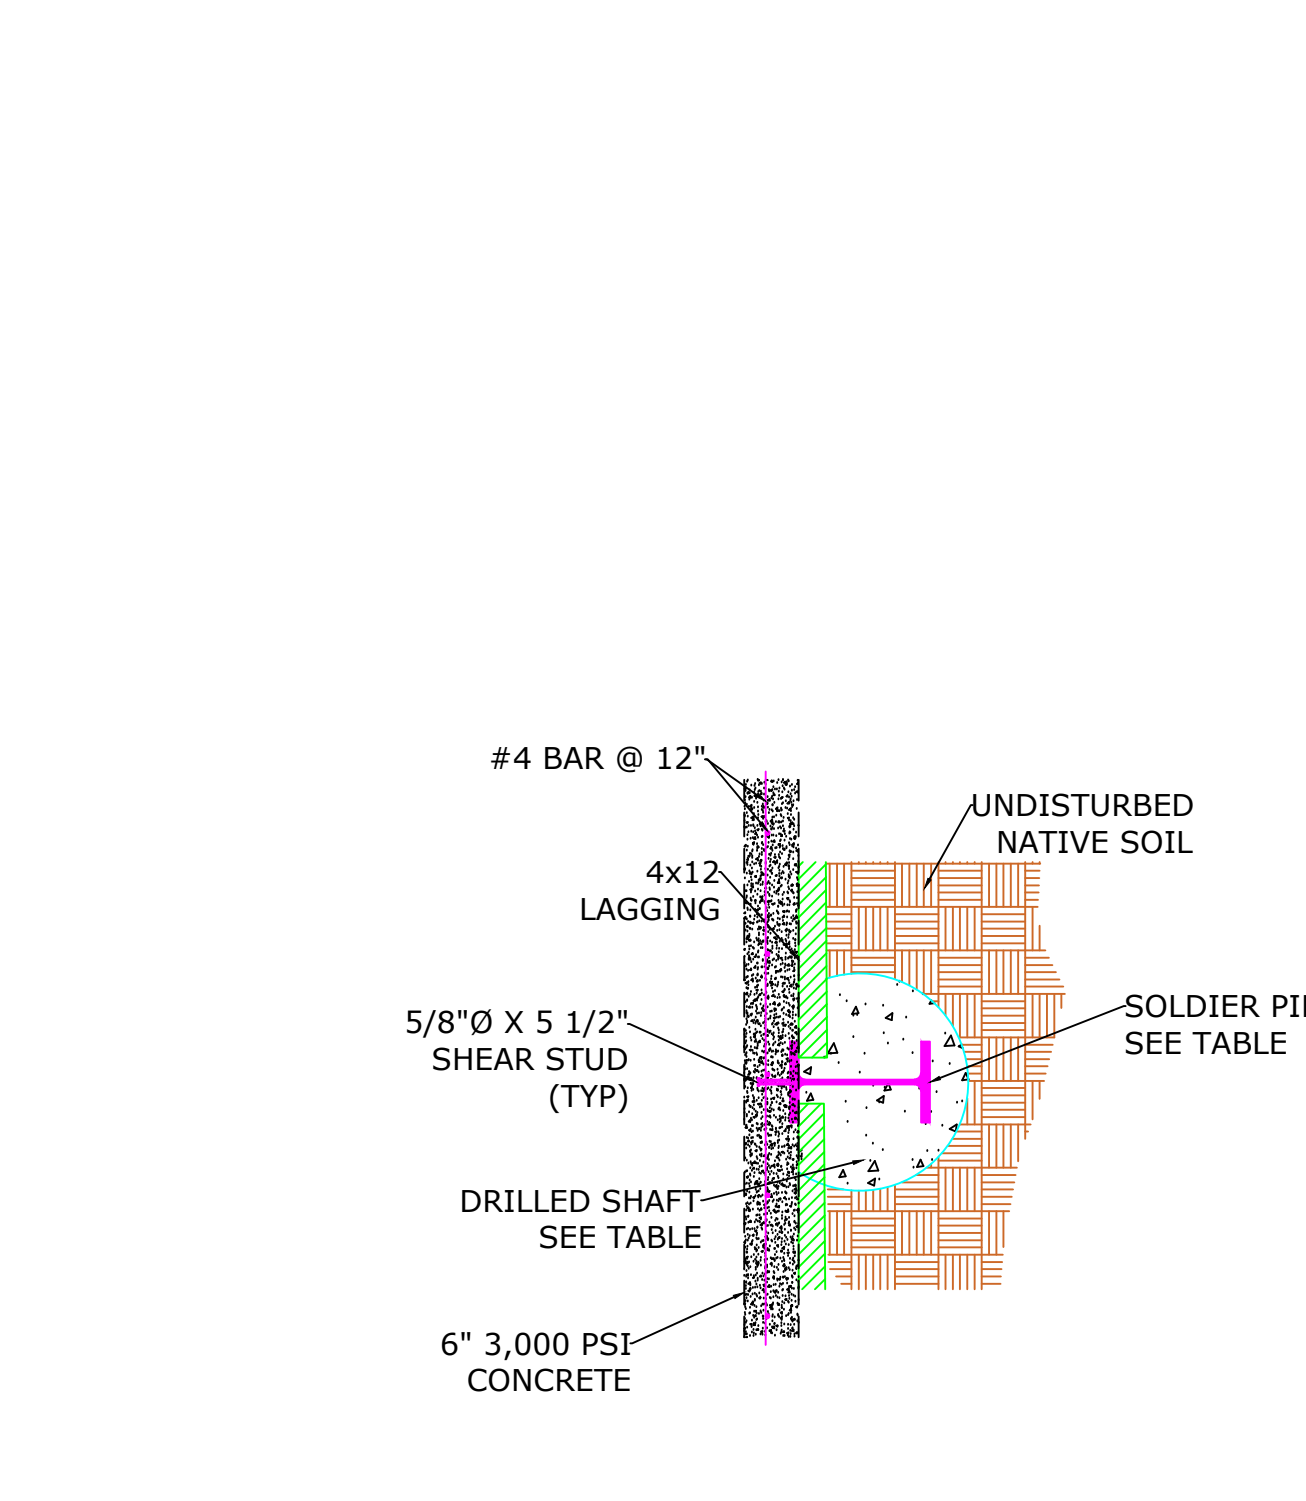 #4 BAR @ 12"
UNDISTURBED
NATIVE SOIL
4x12
LAGGING
5/8"Ø X 5 1/2"
SHEAR STUD
(TYP)
SOLDIER
SEE TABLE
DRILLED SHAFT
SEE TABLE
6" 3,000 PSI
CONCRETE